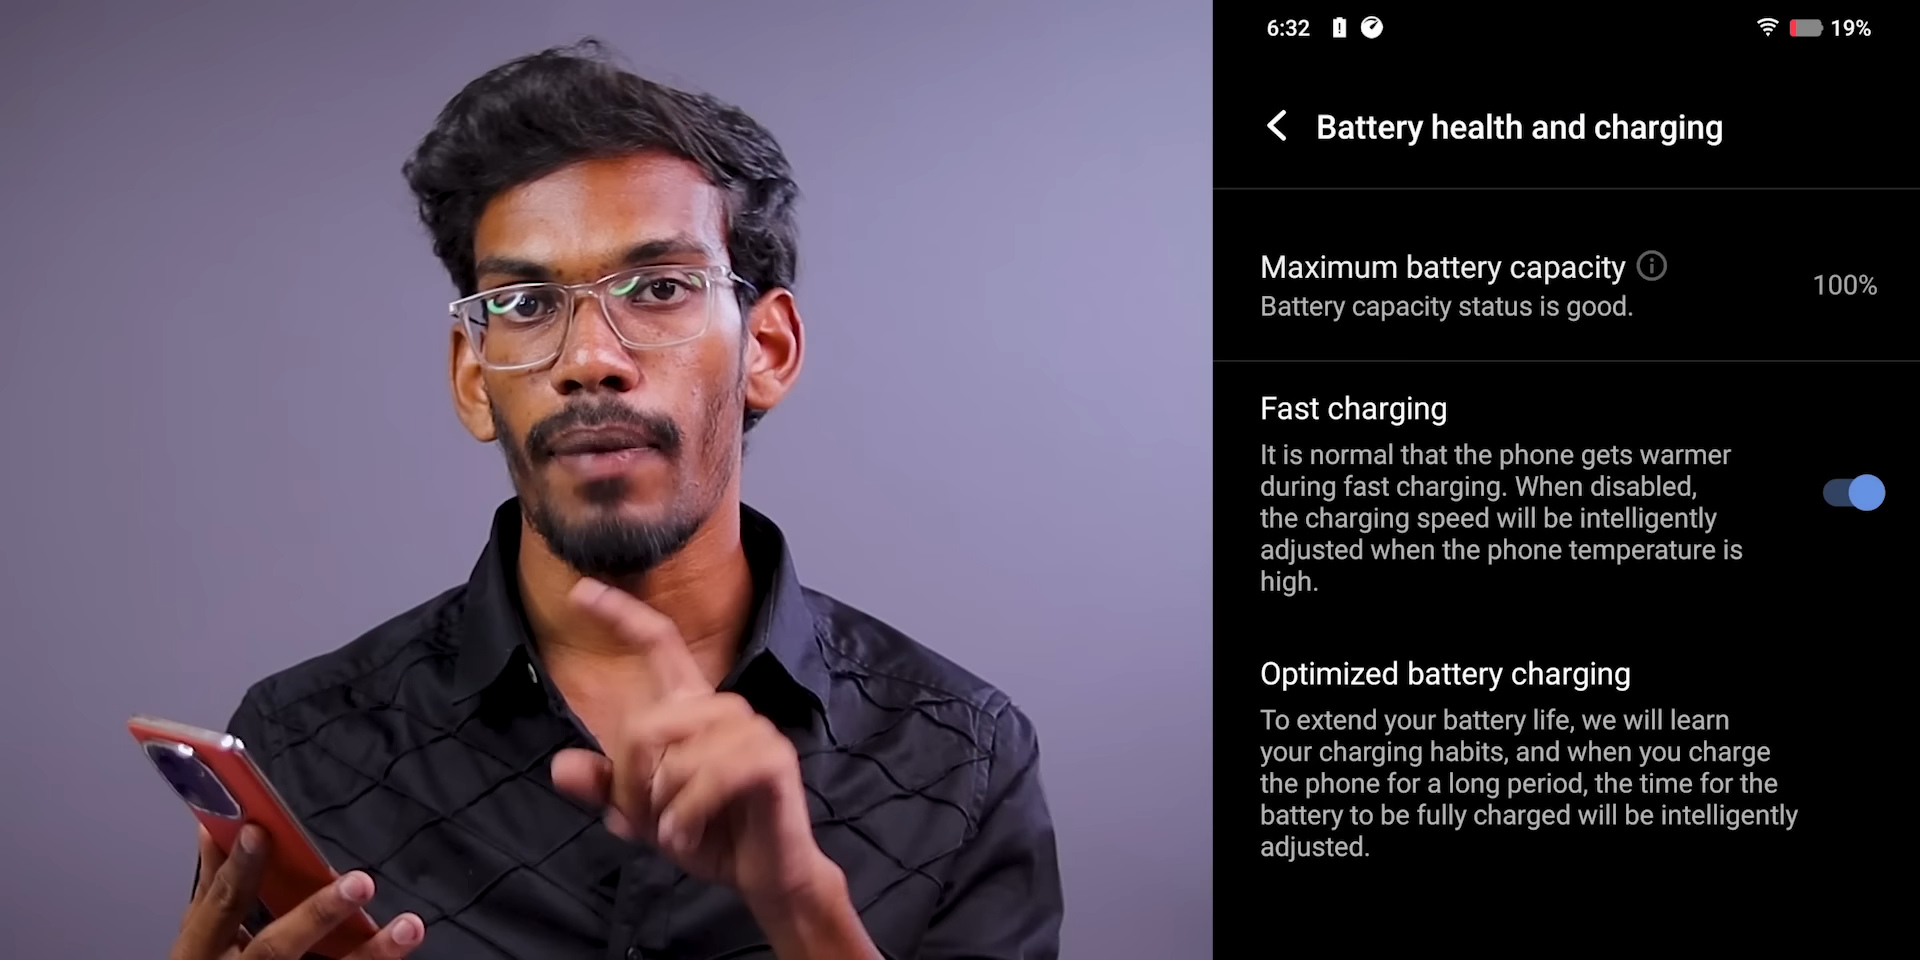 6:32
19%
Battery health and charging
Maximum battery capacity
100%
Battery capacity status is good.
Fast charging
It is normal that the phone gets warmer
during fast charging. When disabled,
the charging speed will be intelligently
adjusted when the phone temperature is
high.
Optimized battery charging
To extend your battery life, we will learn
your charging habits, and when you charge
the phone for a long period, the time for the
battery to be fully charged will be intelligently
adjusted.